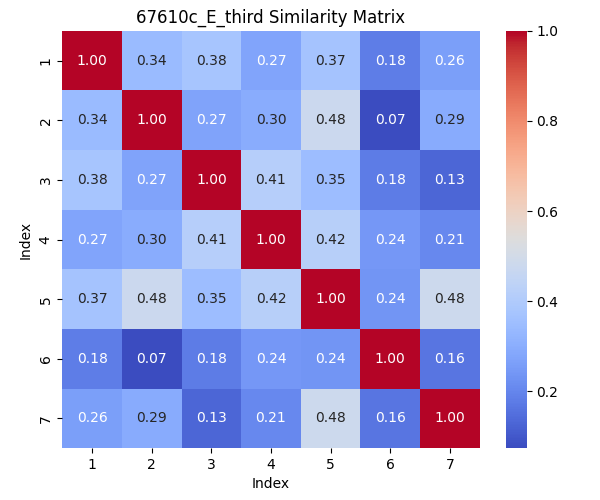 67610c_E_third Similarity Matrix
1 1.00 0.34 0.38 0.27 0.37 0.18 0.26
2 0.34 1.00 0.27 0.30 0.48 0.07 0.29
3 0.38 0.27 1.00 0.41 0.35 0.18 0.13
4 0.27 0.30 0.41 1.00 0.42 0.24 0.21
5 0.37 0.48 0.35 0.42 1.00 0.24 0.48
6 0.18 0.07 0.18 0.24 0.24 1.00 0.16
7 0.26 0.29 0.13 0.21 0.48 0.16 1.00
1 2 3 4 5 6 7
Index
Index
1.0
0.8
0.6
0.4
0.2